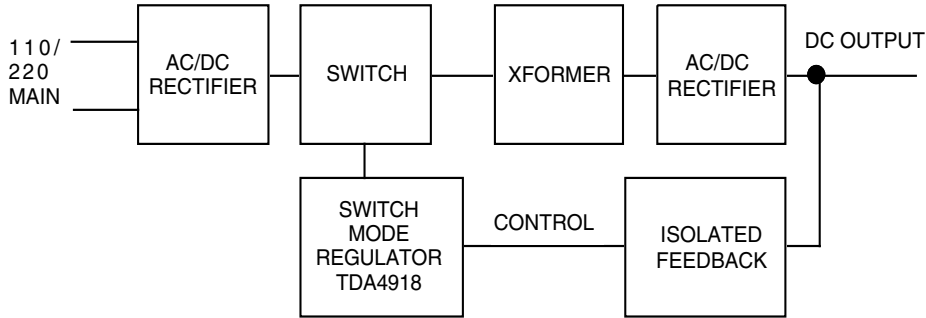 110/
220
MAIN
AC/DC
RECTIFIER
SWITCH
XFORMER
AC/DC
RECTIFIER
DC OUTPUT
SWITCH
MODE
REGULATOR
TDA4918
CONTROL
ISOLATED
FEEDBACK